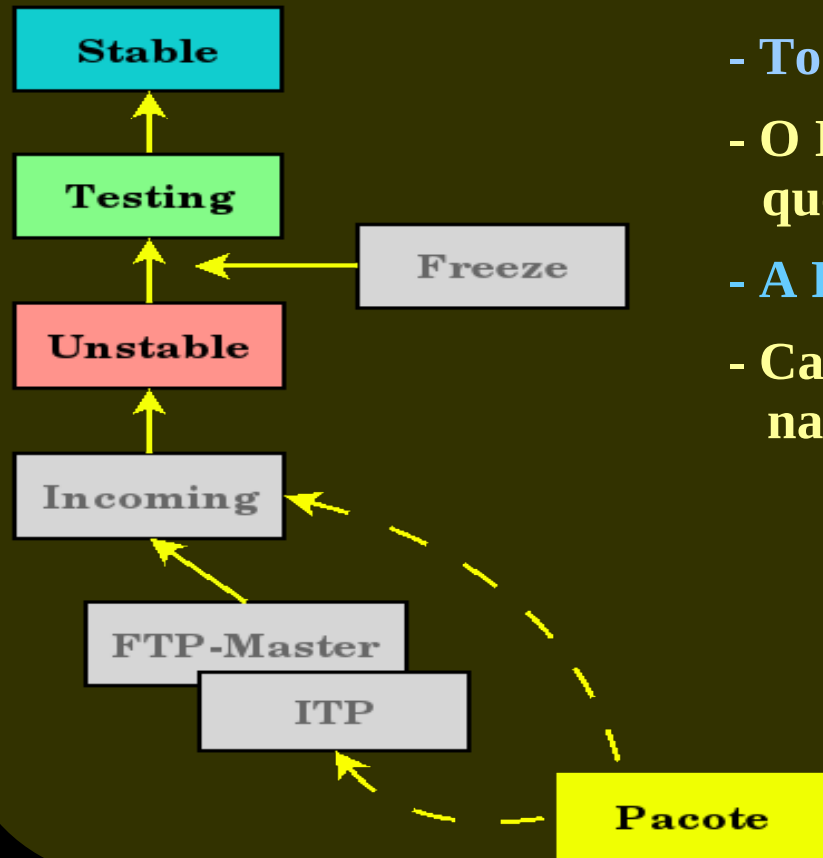 Stable
Testing
Freeze
Unstable
Incoming
FTP-Master
ITP
Pacote
- To
- O
qu
- A
- Ca
na